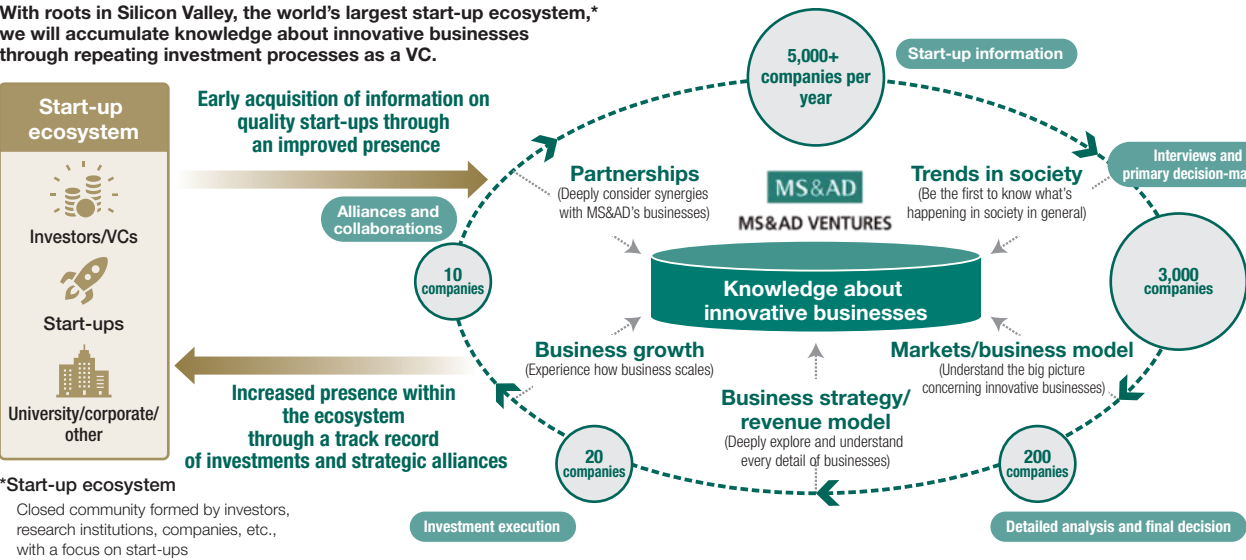 With roots in Silicon Valley, the world's largest start-up ecosystem,*
we will accumulate knowledge about innovative businesses
through repeating investment processes as a VC.
Start-up
ecosystem
Investors/VCs
Start-ups
University/corporate/
other
*Start-up ecosystem
Closed community formed by investors,
research institutions, companies, etc.,
with a focus on start-ups
Early acquisition of information on
quality start-ups through
an improved presence
Increased presence within
the ecosystem
through a track record
of investments and strategic alliances
5,000+
companies per
year
Start-up information
Interviews and
primary decision-ma
3,000
companies
200
companies
Detailed analysis and final decision
20
companies
Investment execution
10
companies
Alliances and
collaborations
Partnerships
(Deeply consider synergies
with MS&AD's businesses)
MS&AD
MS&AD VENTURES
Trends in society
(Be the first to know what's
happening in society in general)
Knowledge about
innovative businesses
Business growth
(Experience how business scales)
Business strategy/
revenue model
(Deeply explore and understand
every detail of businesses)
Markets/business model
(Understand the big picture
concerning innovative businesses)